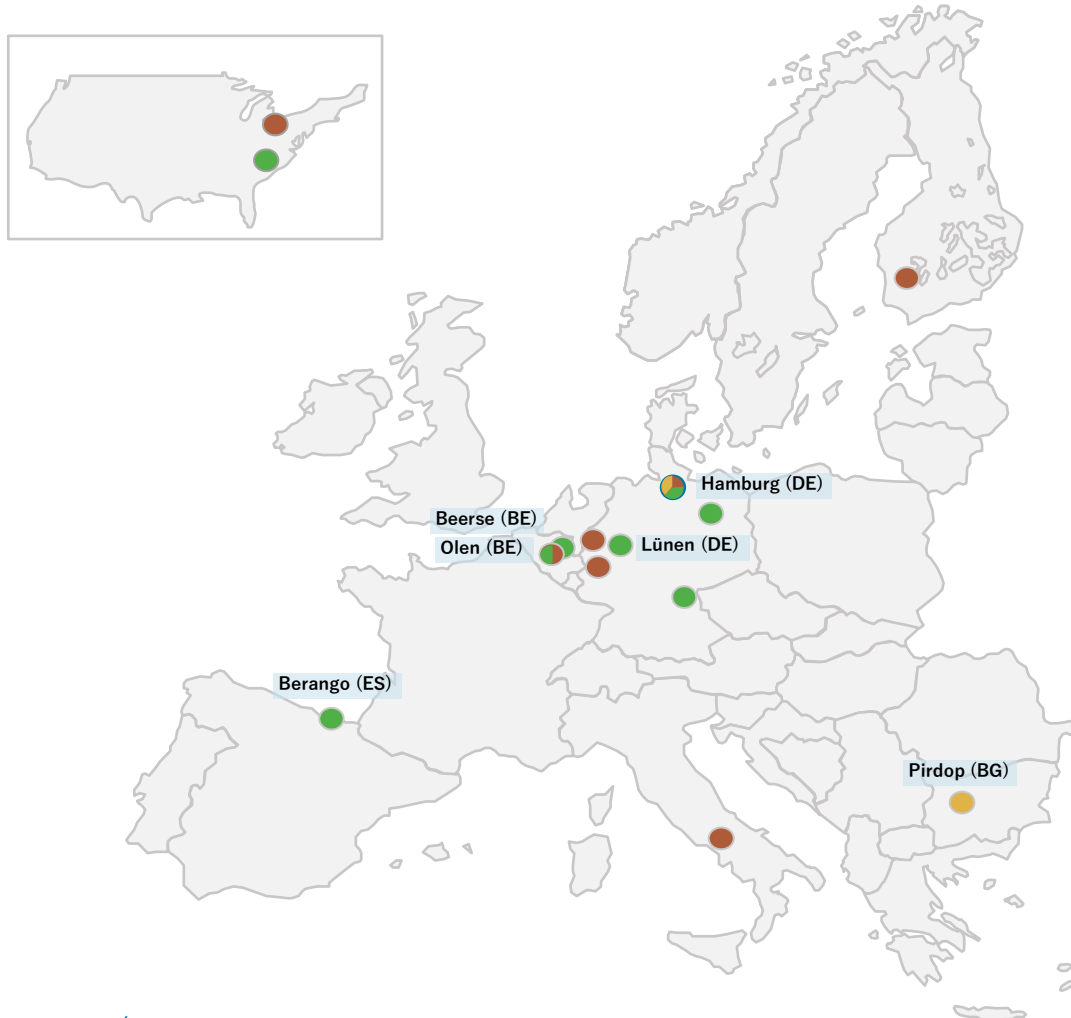 Hamburg (DE)
Beerse (BE)
Olen (BE)
Lünen (DE)
Berango (ES)
Pirdop (BG)